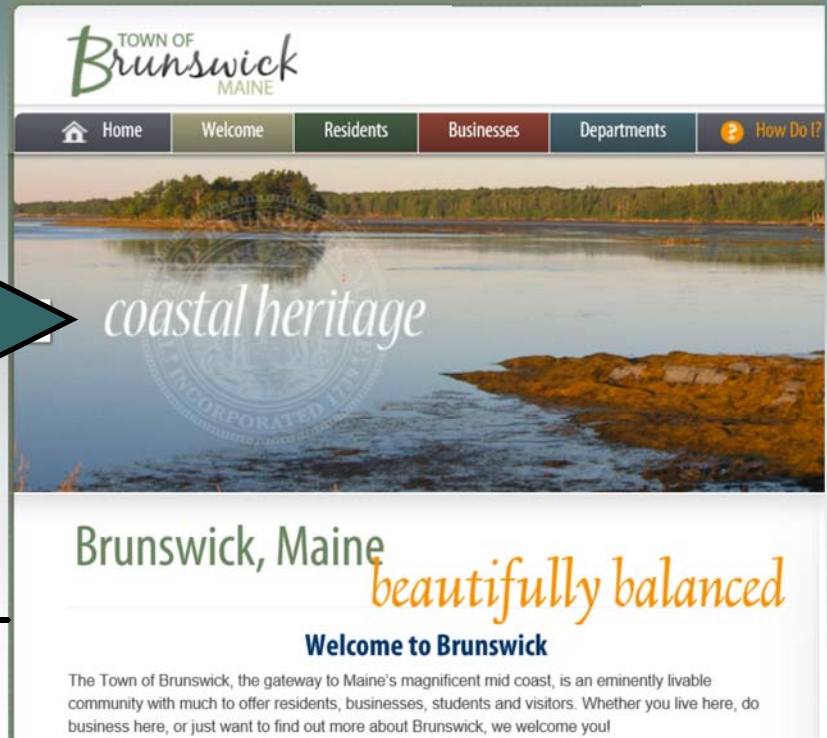 TOWN OF
Brunswick
MAINE
Home Welcome Residents Businesses Departments How Do I?
coastal heritage
INCORPORATED 1739
Brunswick, Maine
beautifully balanced
Welcome to Brunswick
The Town of Brunswick, the gateway to Maine's magnificent mid coast, is an eminently livable
community with much to offer residents, businesses, students and visitors. Whether you live here, do
business here, or just want to find out more about Brunswick, we welcome you!